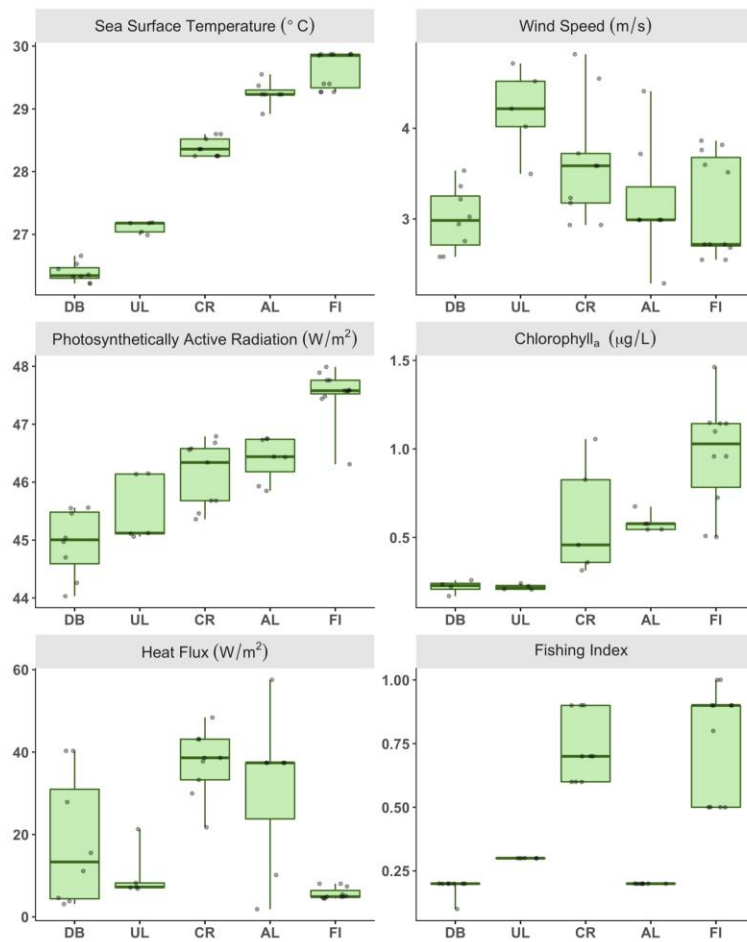 Sea Surface Temperature (° C)
30
29
28
27
DB UL CR AL FI
Wind Speed (m/s)
4
3
DB UL CR AL FI
Photosynthetically Active Radiation (W/m²)
48
47
46
45
44
DB UL CR AL FI
Chlorophyllₐ (μg/L)
1.5
1.0
0.5
DB UL CR AL FI
Heat Flux (W/m²)
60
40
20
0
DB UL CR AL FI
Fishing Index
1.00
0.75
0.50
0.25
DB UL CR AL FI